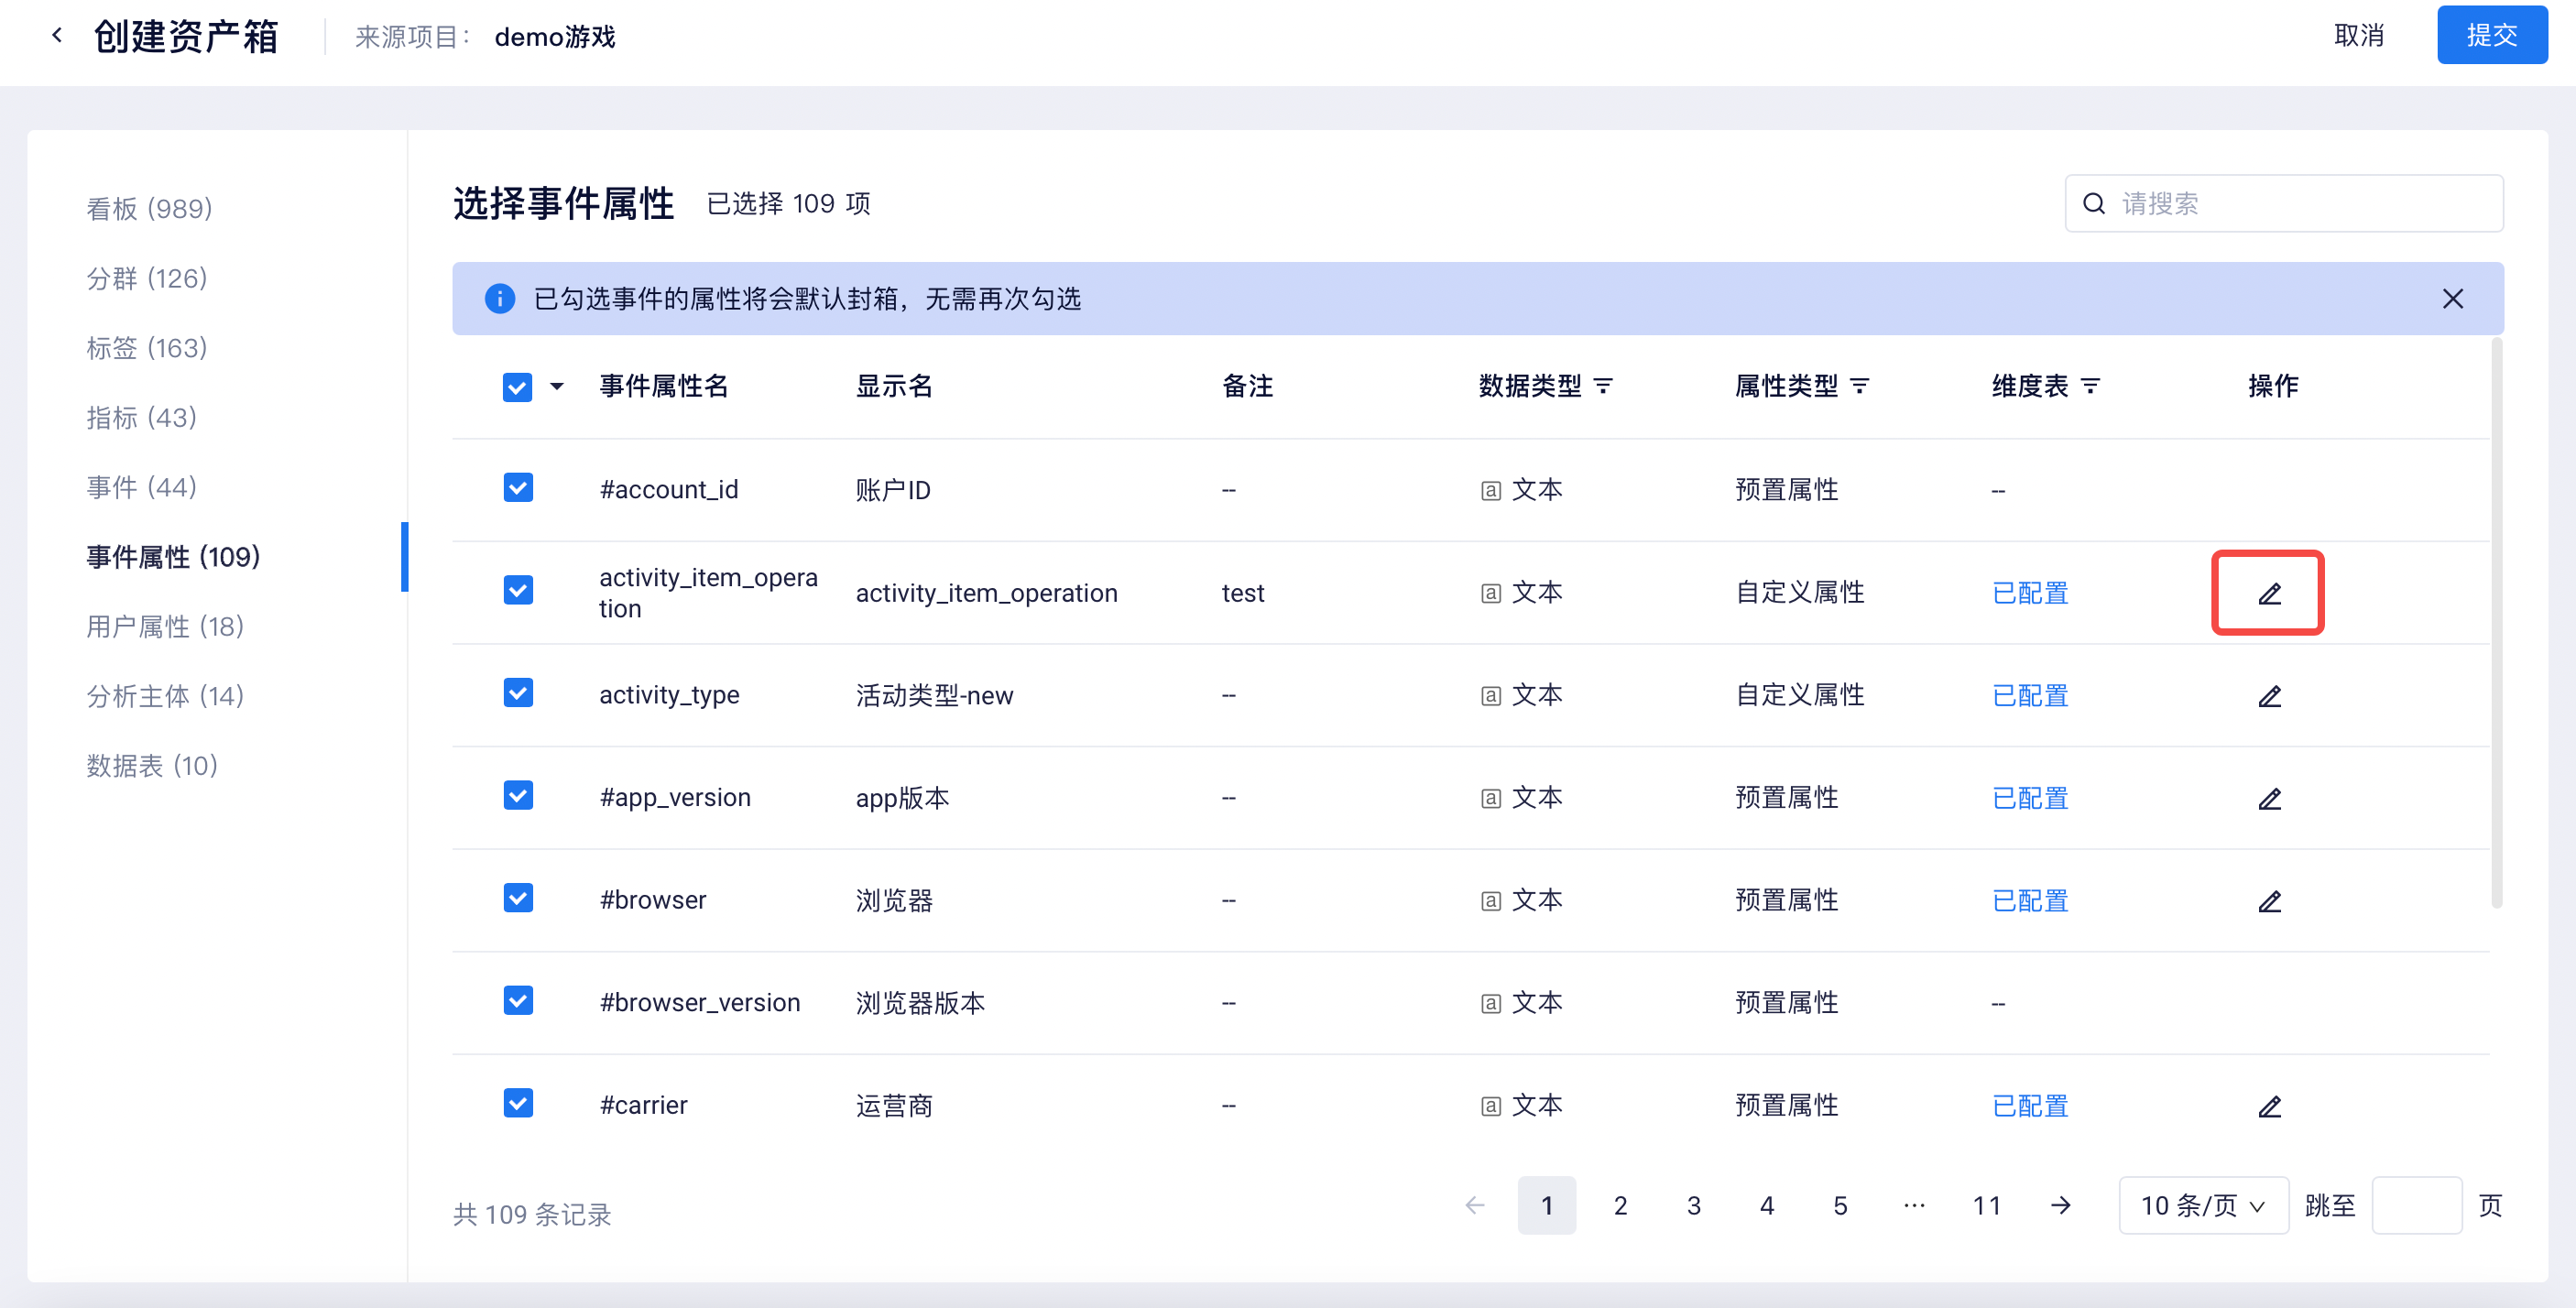 创建资产箱
来源项目： demo游戏
取消
提交
看板 (989)
分群 (126)
标签 (163)
指标 (43)
事件 (44)
事件属性 (109)
用户属性 (18)
分析主体 (14)
数据表 (10)
选择事件属性 已选择 109 项
请搜索
已勾选事件的属性将会默认封箱，无需再次勾选
事件属性名 显示名 备注 数据类型 属性类型 维度表 操作
#account_id 账户ID -- 文本 预置属性 --
activity_item_opera
tion activity_item_operation test 文本 自定义属性 已配置
activity_type 活动类型-new -- 文本 自定义属性 已配置
#app_version app版本 -- 文本 预置属性 已配置
#browser 浏览器 -- 文本 预置属性 已配置
#browser_version 浏览器版本 -- 文本 预置属性 --
#carrier 运营商 -- 文本 预置属性 已配置
共 109 条记录
1 2 3 4 5 ··· 11 10 条/页 跳至 页